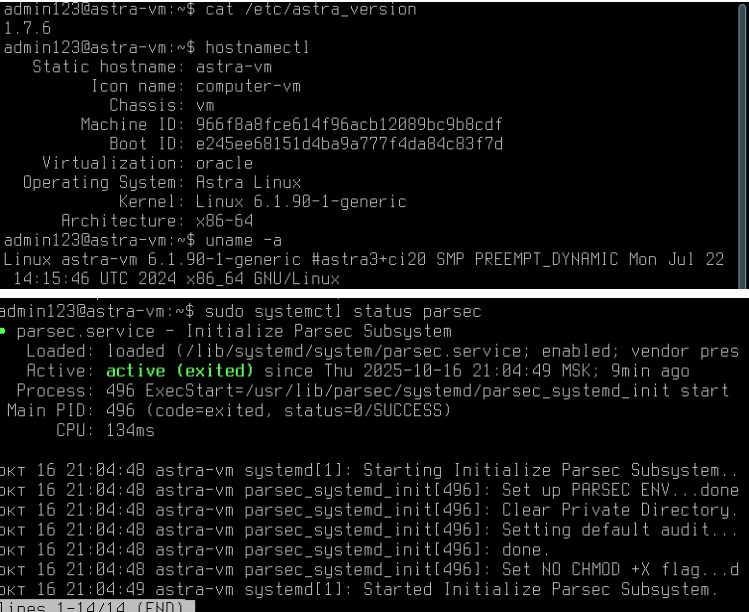 admin123@astra-vm:~$ cat /etc/astra_version
1.7.6
admin123@astra-vm:~$ hostnamectl
Static hostname: astra-vm
Icon name: computer-vm
Chassis: vm
Machine ID: 966f8a8fce614f96acb12089bc9b8cdf
Boot ID: e245ee68151d4ba9a777f4da84c83f7d
Virtualization: oracle
Operating System: Astra Linux
Kernel: Linux 6.1.90-1-generic
Architecture: x86-64
admin123@astra-vm:~$ uname -a
Linux astra-vm 6.1.90-1-generic #astra3+ci20 SMP PREEMPT_DYNAMIC Mon Jul 22
14:15:46 UTC 2024 x86_64 GNU/Linux
admin123@astra-vm:~$ sudo systemctl status parsec
● parsec.service - Initialize Parsec Subsystem
Loaded: loaded (/lib/systemd/system/parsec.service; enabled; vendor pres
Active: active (exited) since Thu 2025-10-16 21:04:49 MSK; 9min ago
Process: 496 ExecStart=/usr/lib/parsec/systemd/parsec_systemd_init start
Main PID: 496 (code=exited, status=0/SUCCESS)
CPU: 134ms
окт 16 21:04:48 astra-vm systemd[1]: Starting Initialize Parsec Subsystem..
окт 16 21:04:48 astra-vm parsec_systemd_init[496]: Set up PARSEC ENV...done
окт 16 21:04:48 astra-vm parsec_systemd_init[496]: Clear Private Directory.
окт 16 21:04:48 astra-vm parsec_systemd_init[496]: Setting default audit...
окт 16 21:04:48 astra-vm parsec_systemd_init[496]: done.
окт 16 21:04:48 astra-vm parsec_systemd_init[496]: Set NO CHMOD +X flag...d
окт 16 21:04:49 astra-vm systemd[1]: Started Initialize Parsec Subsystem.
lines 1-14/14 (END)